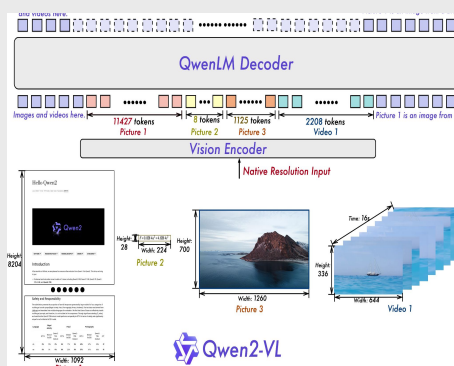 and videos here.
QwenLM Decoder
Images and videos here.
11427 tokens
Picture 1
8 tokens
Picture 2
1125 tokens
Picture 3
2208 tokens
Video 1
Picture 1 is an image from
Vision Encoder
Native Resolution Input
Hello Qwen2
Qwen2
Introduction
Height: 8204
Safety and Responsibility
Width: 1092
Height: 28
Width: 224
Picture 2
Height: 700
Width: 1260
Picture 3
Time: 16s
Height: 336
Width: 644
Video 1
Qwen2-VL